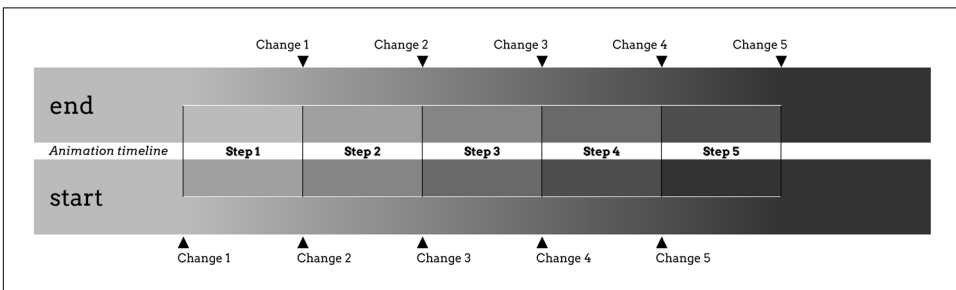 Change 1 Change 2 Change 3 Change 4 Change 5
end
Animation timeline Step 1 Step 2 Step 3 Step 4 Step 5
start
Change 1 Change 2 Change 3 Change 4 Change 5